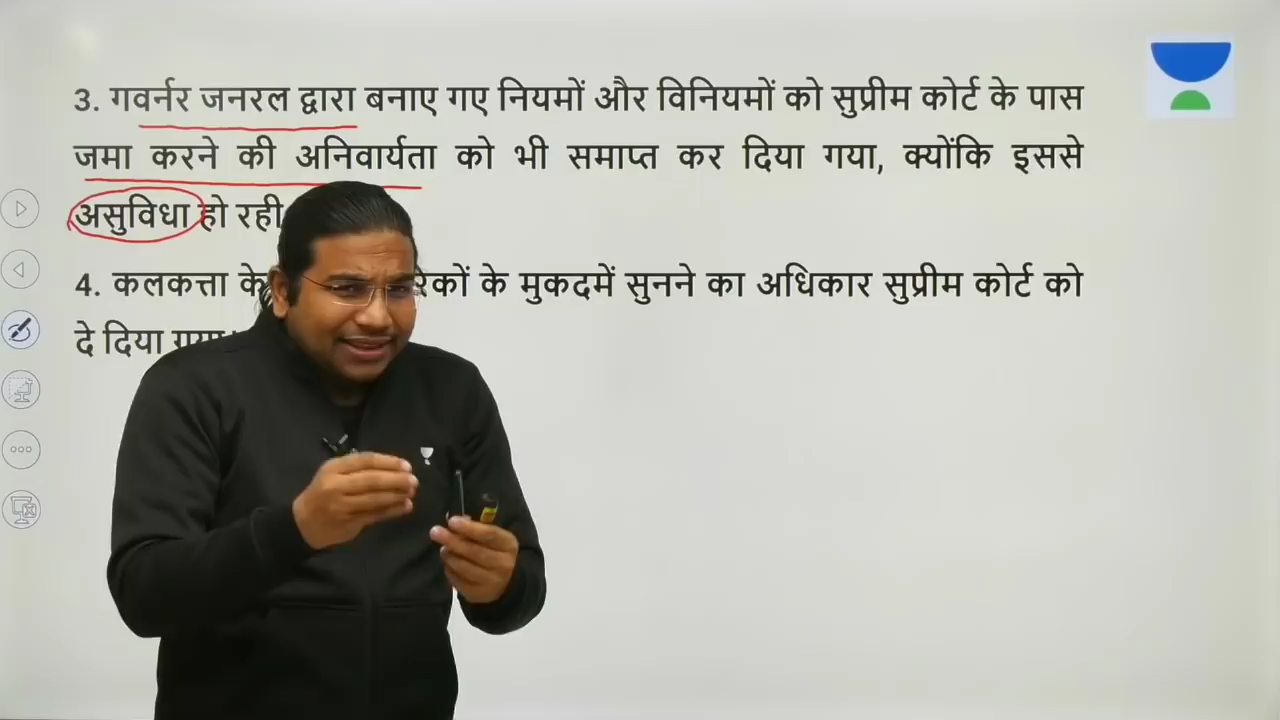 3. गवर्नर जनरल द्वारा बनाए गए नियमों और विनियमों को सुप्रीम कोर्ट के पास
जमा करने की अनिवार्यता को भी समाप्त कर दिया गया, क्योंकि इससे
असुविधा हो रही
4. कलकत्ता के के मुकदमें सुनने का अधिकार सुप्रीम कोर्ट को
दे दिया गया